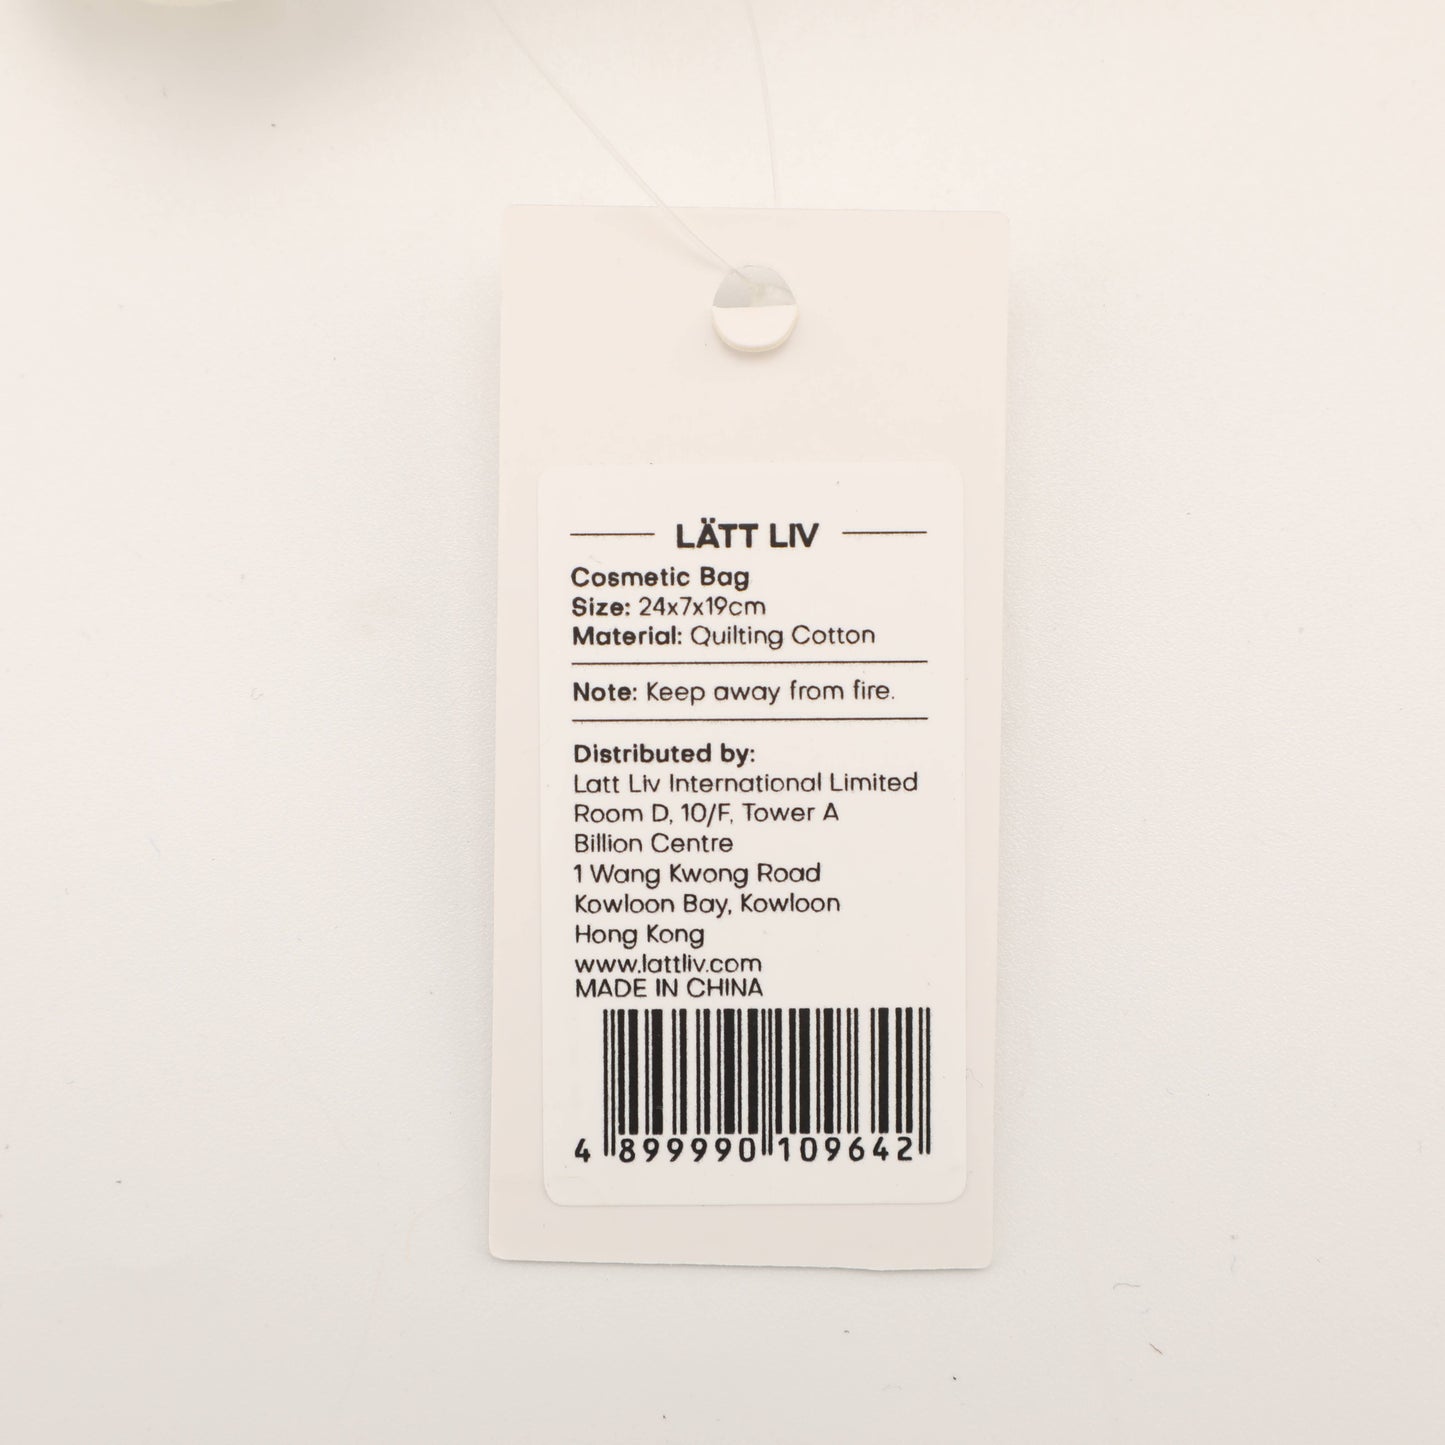 LÄTT LIV
Cosmetic Bag
Size: 24x7x19cm
Material: Quilting Cotton
Note: Keep away from fire.
Distributed by:
Latt Liv International Limited
Room D, 10/F, Tower A
Billion Centre
1 Wang Kwong Road
Kowloon Bay, Kowloon
Hong Kong
www.lattliv.com
MADE IN CHINA
4 899990 109642